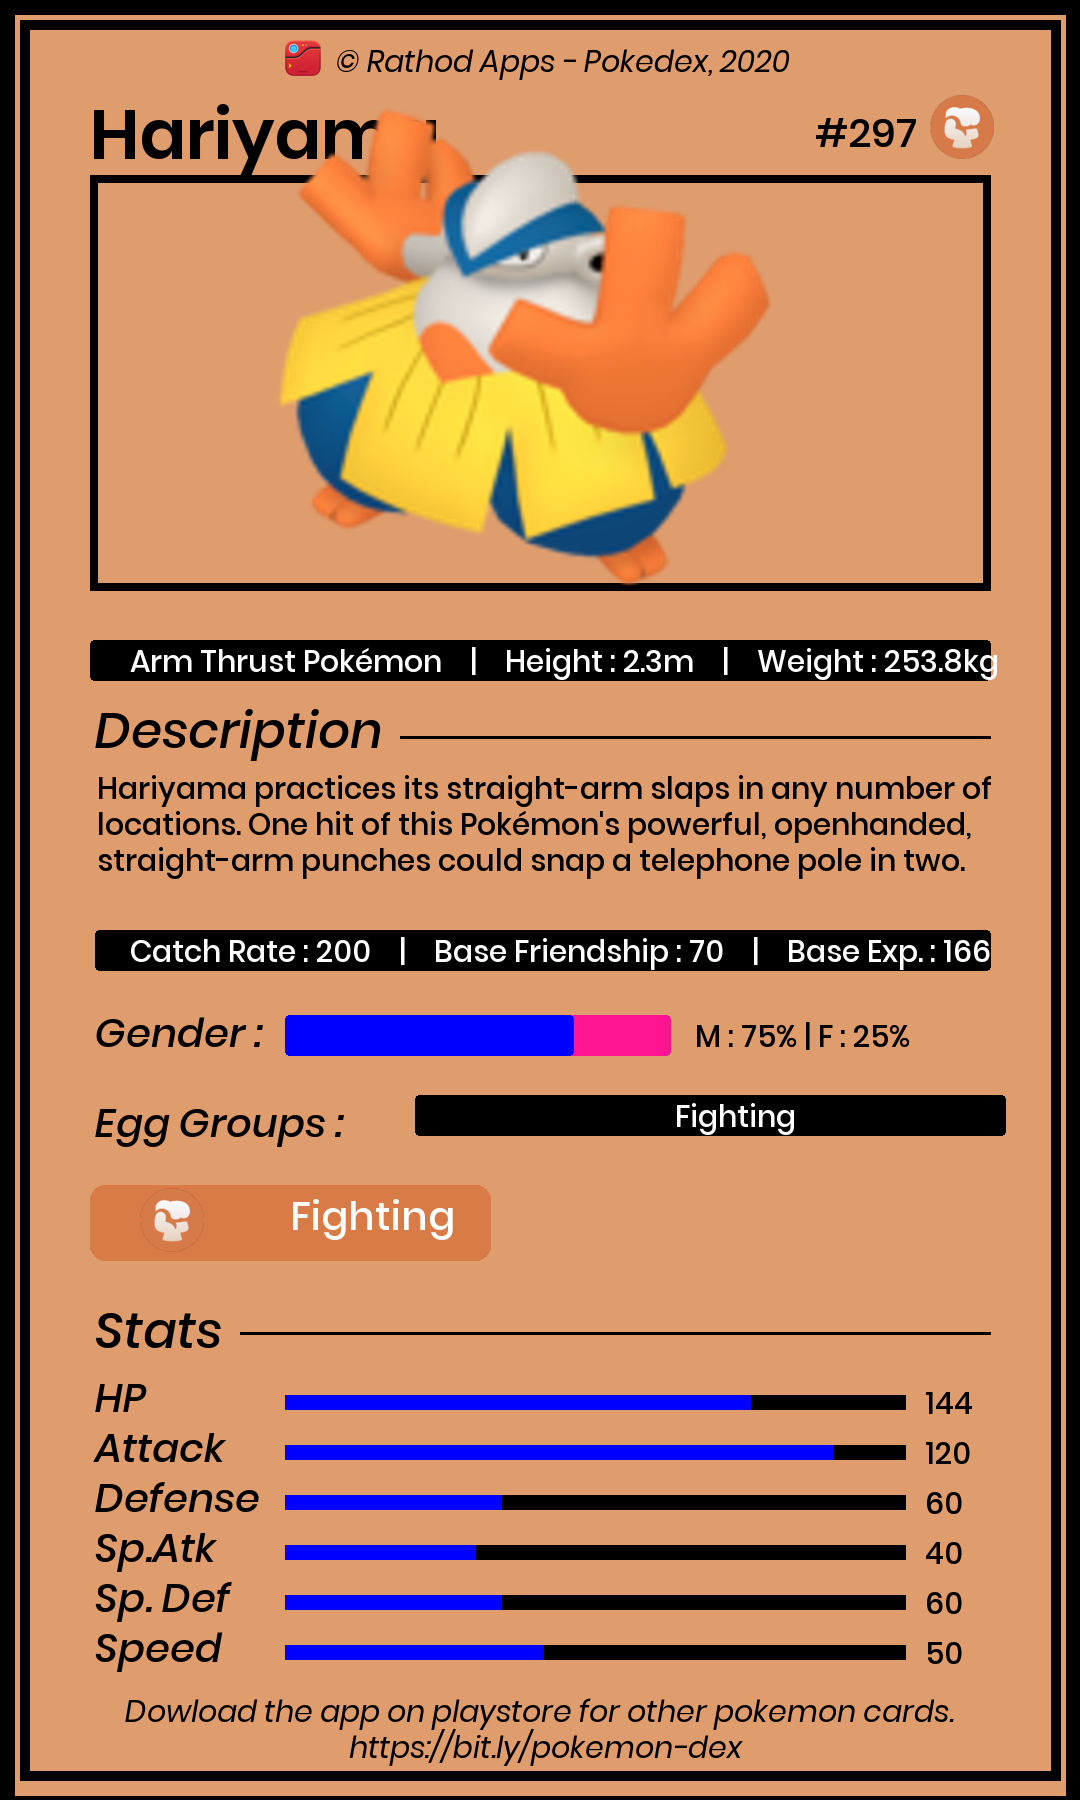 © Rathod Apps - Pokedex, 2020
Hariyama
#297
Arm Thrust Pokémon | Height : 2.3m | Weight : 253.8kg
Description
Hariyama practices its straight-arm slaps in any number of
locations. One hit of this Pokémon's powerful, openhanded,
straight-arm punches could snap a telephone pole in two.
Catch Rate : 200 | Base Friendship : 70 | Base Exp. : 166
Gender : M : 75% | F : 25%
Egg Groups : Fighting
Fighting
Stats
HP 144
Attack 120
Defense 60
Sp.Atk 40
Sp. Def 60
Speed 50
Dowload the app on playstore for other pokemon cards.
https://bit.ly/pokemon-dex